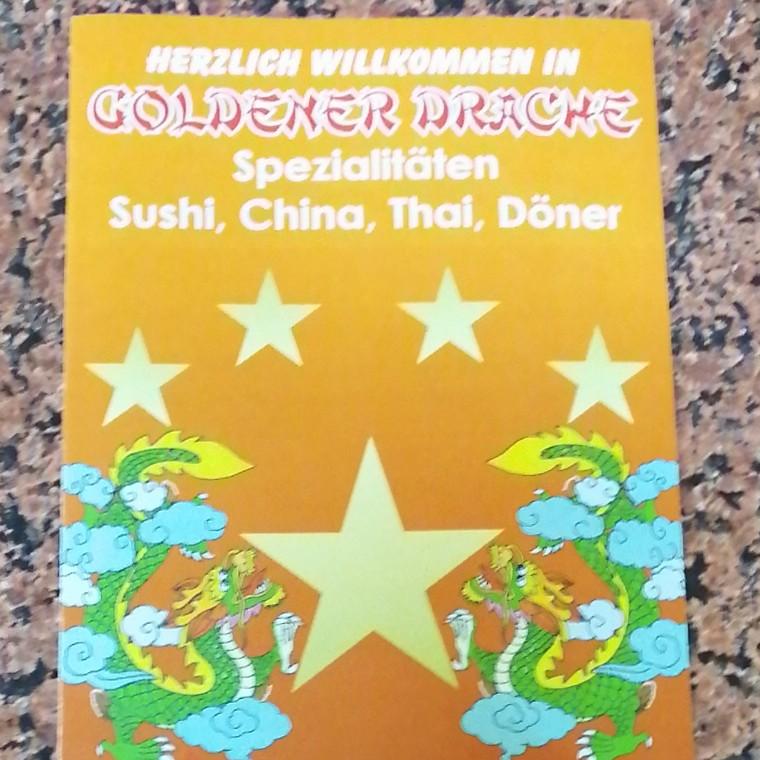 HERZLICH WILLKOMMEN IN
GOLDENER DRACHE
Spezialitäten
Sushi, China, Thai, Döner